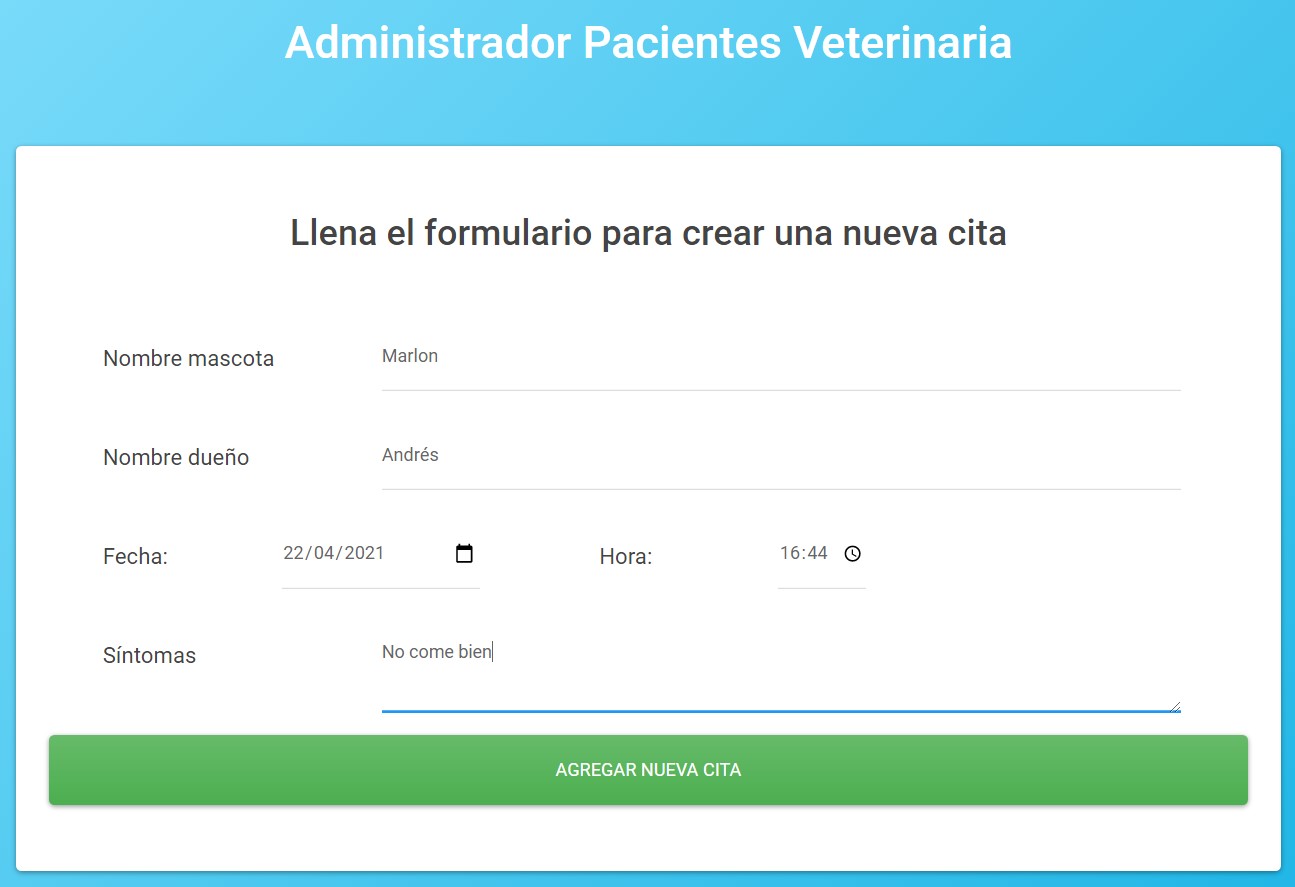 Administrador Pacientes Veterinaria
Llena el formulario para crear una nueva cita
Nombre mascota Marlon
Nombre dueño Andrés
Fecha: 22/04/2021 Hora: 16:44
Síntomas No come bien
AGREGAR NUEVA CITA